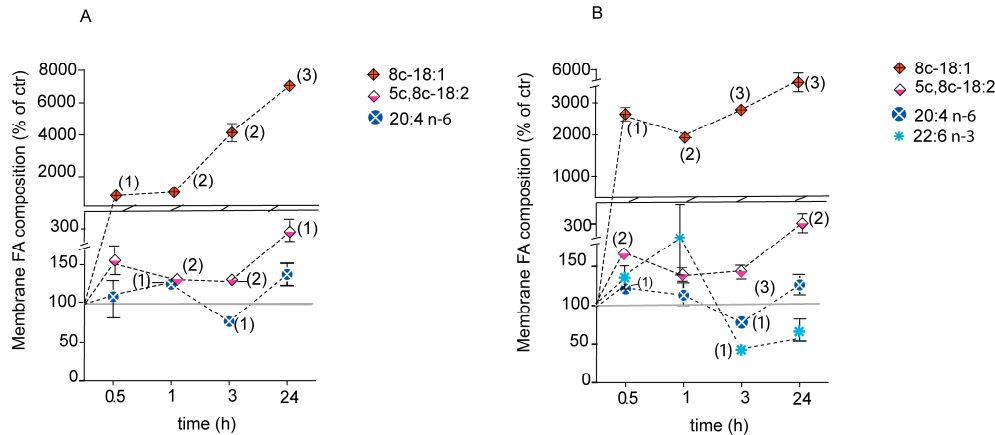 A
Membrane FA composition (% of ctr)
8000
6000
4000
2000
300
150
100
50
0
(1)
(2)
(2)
(3)
(1)
(2)
(2)
(1)
(1)
0.5 1 3 24
time (h)
8c-18:1
5c,8c-18:2
20:4 n-6
B
Membrane FA composition (% of ctr)
6000
3000
2000
1000
300
150
100
50
0
(1)
(2)
(3)
(3)
(2)
(2)
(1)
(3)
(1)
(1)
0.5 1 3 24
time (h)
8c-18:1
5c,8c-18:2
20:4 n-6
22:6 n-3